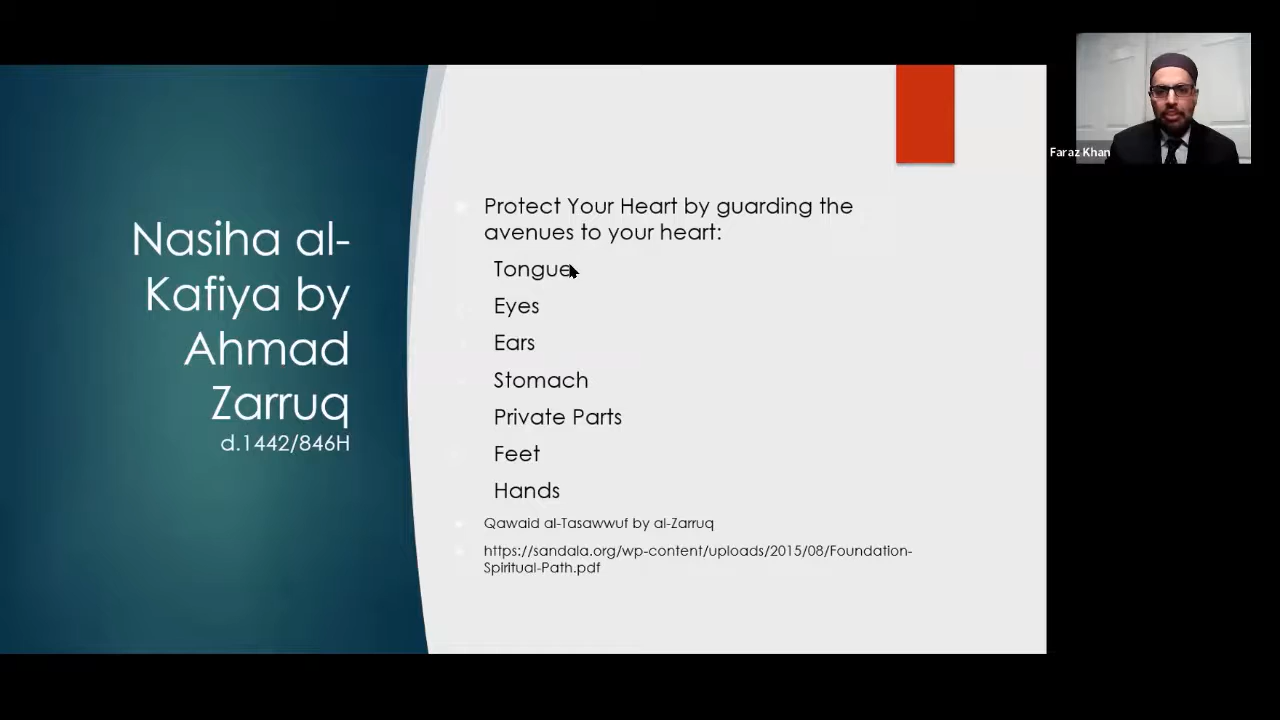 Nasiha al-
Kafiya by
Ahmad
Zarruq
d.1442/846H
Protect Your Heart by guarding the
avenues to your heart:
Tongue
Eyes
Ears
Stomach
Private Parts
Feet
Hands
Qawaid al-Tasawwuf by al-Zarruq
https://sandala.org/wp-content/uploads/2015/08/Foundation-
Spiritual-Path.pdf
Faraz Khan